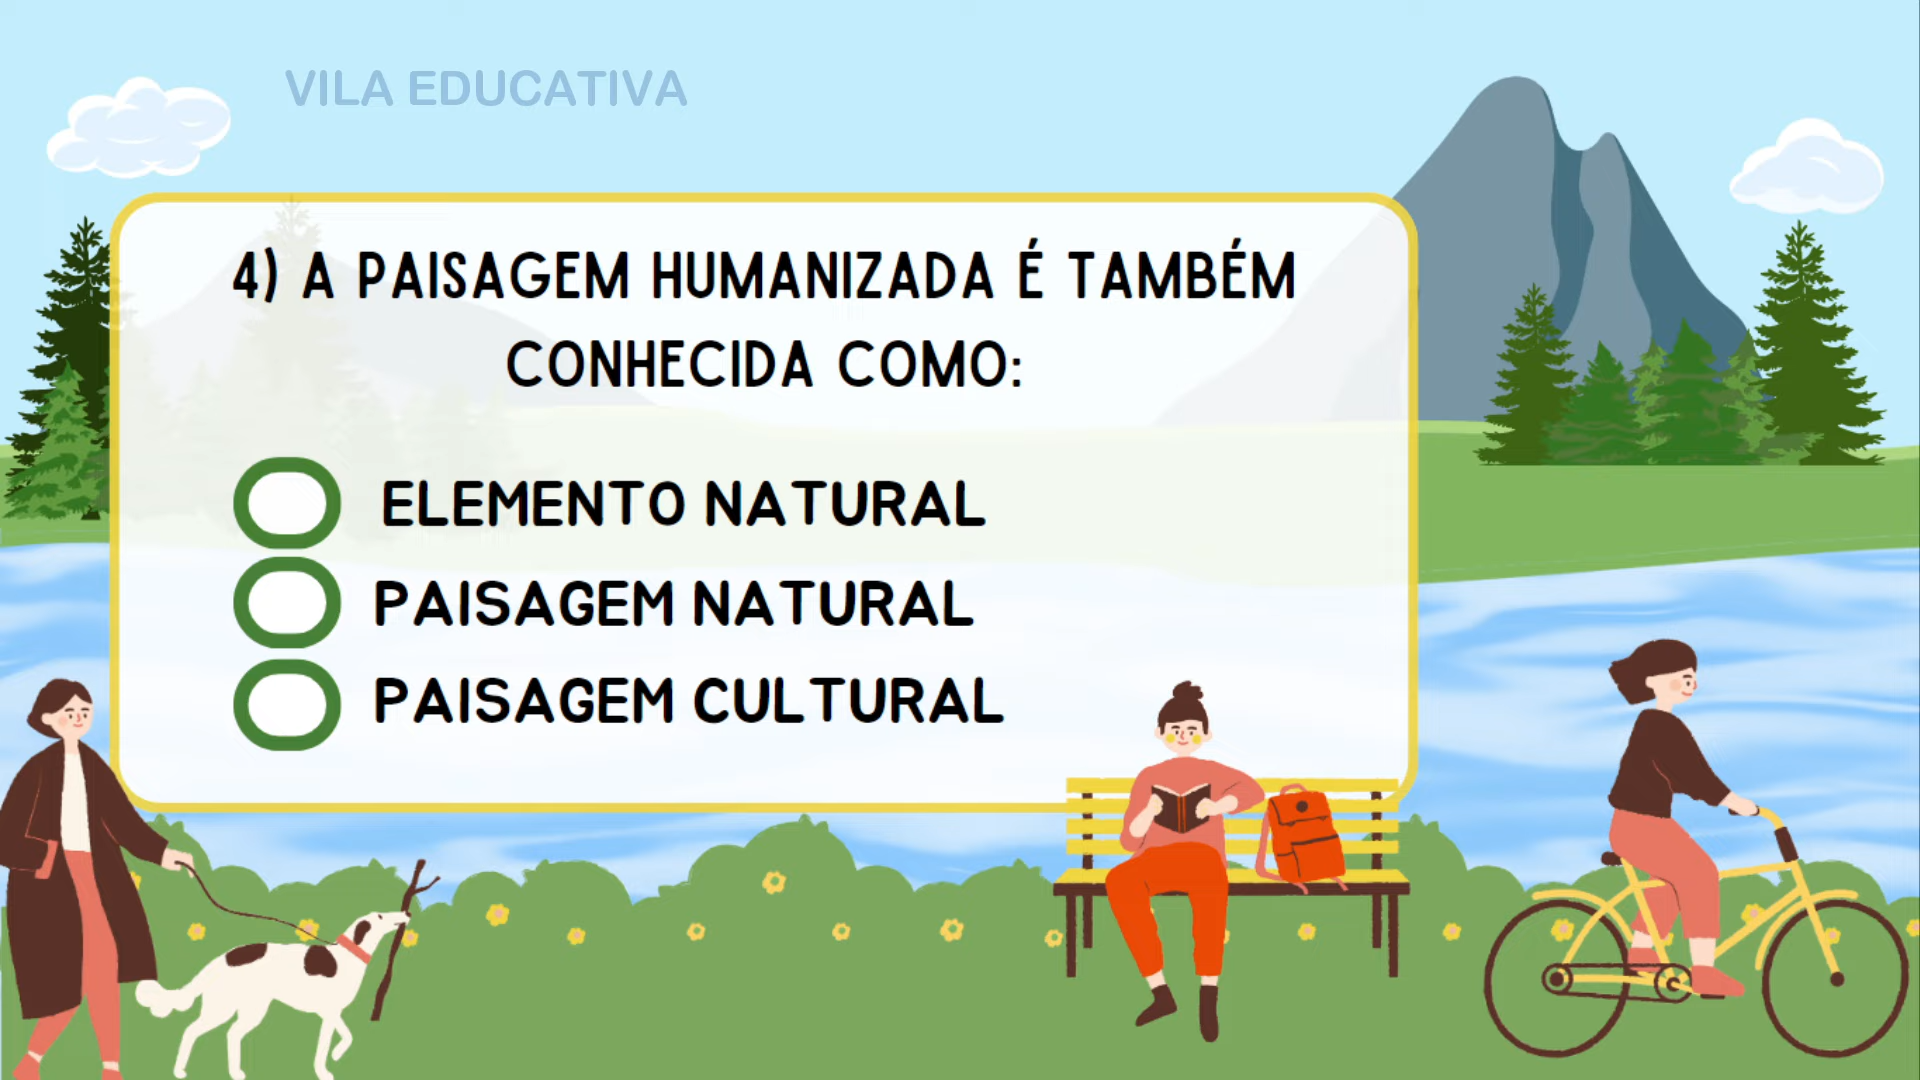 VILA EDUCATIVA
4) A PAISAGEM HUMANIZADA É TAMBÉM
CONHECIDA COMO:
ELEMENTO NATURAL
PAISAGEM NATURAL
PAISAGEM CULTURAL